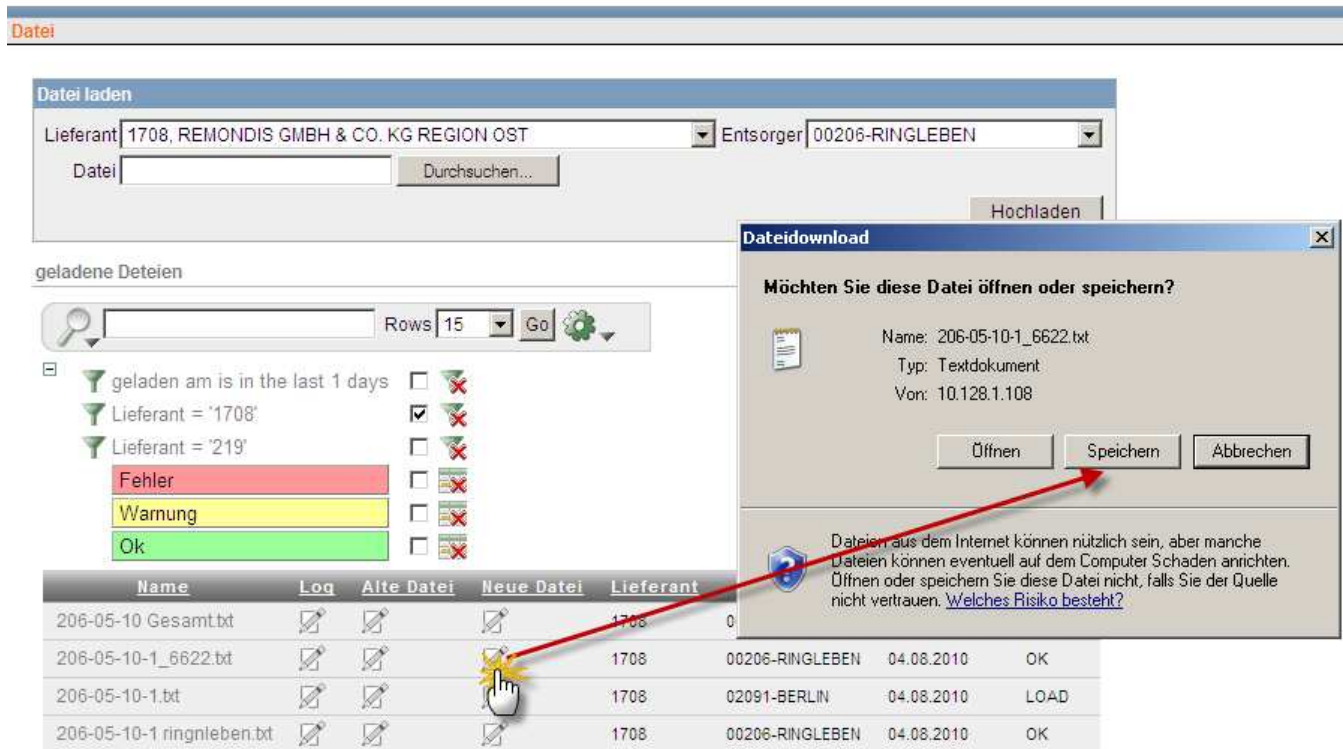 Datei
Datei laden
Lieferant 1708, REMONDIS GMBH & CO. KG REGION OST Entsorger 00206-RINGLEBEN
Datei Durchsuchen...
Hochladen
geladene Deteien
Rows 15 Go
geladen am is in the last 1 days
Lieferant = '1708'
Lieferant = '219'
Fehler
Warnung
Ok
Name Log Alte Datei Neue Datei Lieferant
206-05-10 Gesamt.txt 1708 0
206-05-10-1_6622.txt 1708 00206-RINGLEBEN 04.08.2010 OK
206-05-10-1.txt 1708 02091-BERLIN 04.08.2010 LOAD
206-05-10-1 ringnleben.txt 1708 00206-RINGLEBEN 04.08.2010 OK
Dateidownload
Möchten Sie diese Datei öffnen oder speichern?
Name: 206-05-10-1_6622.txt
Typ: Textdokument
Von: 10.128.1.108
Öffnen Speichern Abbrechen
Dateien aus dem Internet können nützlich sein, aber manche
Dateien können eventuell auf dem Computer Schaden anrichten.
Öffnen oder speichern Sie diese Datei nicht, falls Sie der Quelle
nicht vertrauen. Welches Risiko besteht?